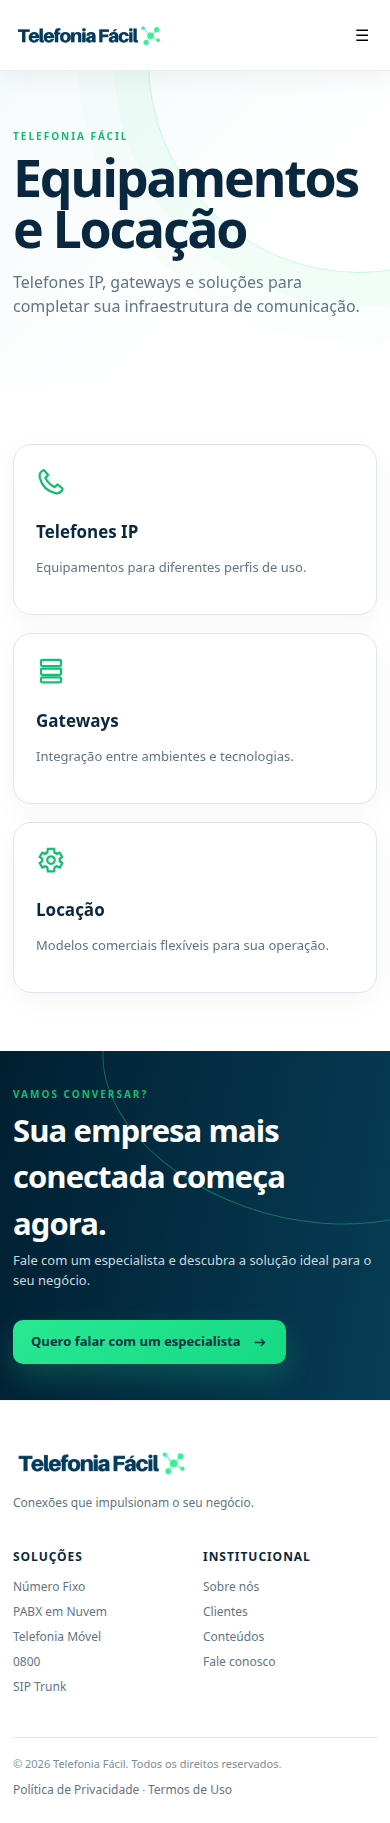 Telefonia Fácil
☰
TELEFONIA FÁCIL
Equipamentos
e Locação
Telefones IP, gateways e soluções para
completar sua infraestrutura de comunicação.
Telefones IP
Equipamentos para diferentes perfis de uso.
Gateways
Integração entre ambientes e tecnologias.
Locação
Modelos comerciais flexíveis para sua operação.
VAMOS CONVERSAR?
Sua empresa mais
conectada começa
agora.
Fale com um especialista e descubra a solução ideal para o
seu negócio.
Quero falar com um especialista →
Telefonia Fácil
Conexões que impulsionam o seu negócio.
SOLUÇÕES
Número Fixo
PABX em Nuvem
Telefonia Móvel
0800
SIP Trunk
INSTITUCIONAL
Sobre nós
Clientes
Conteúdos
Fale conosco
© 2026 Telefonia Fácil. Todos os direitos reservados.
Política de Privacidade · Termos de Uso